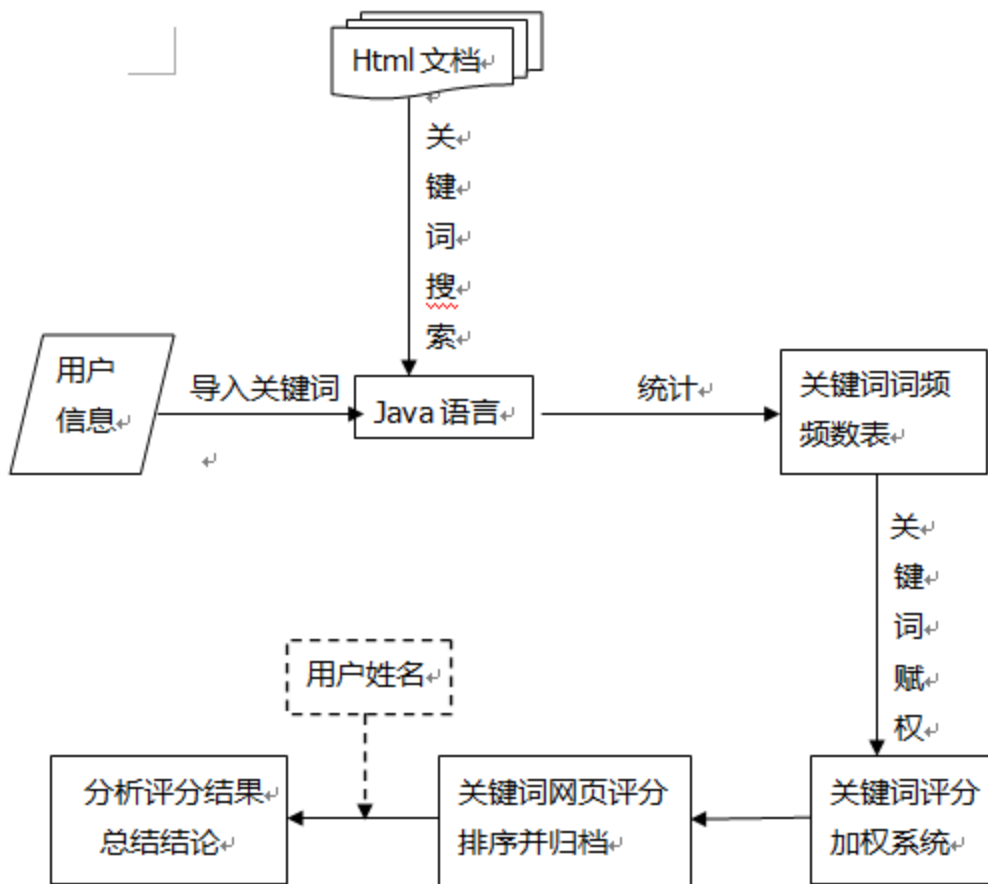 Html 文档
关
键
词
搜
索
用户
信息
导入关键词
Java 语言
统计
关键词词频
频数表
关
键
词
赋
权
用户姓名
分析评分结果
总结结论
关键词网页评分
排序并归档
关键词评分
加权系统